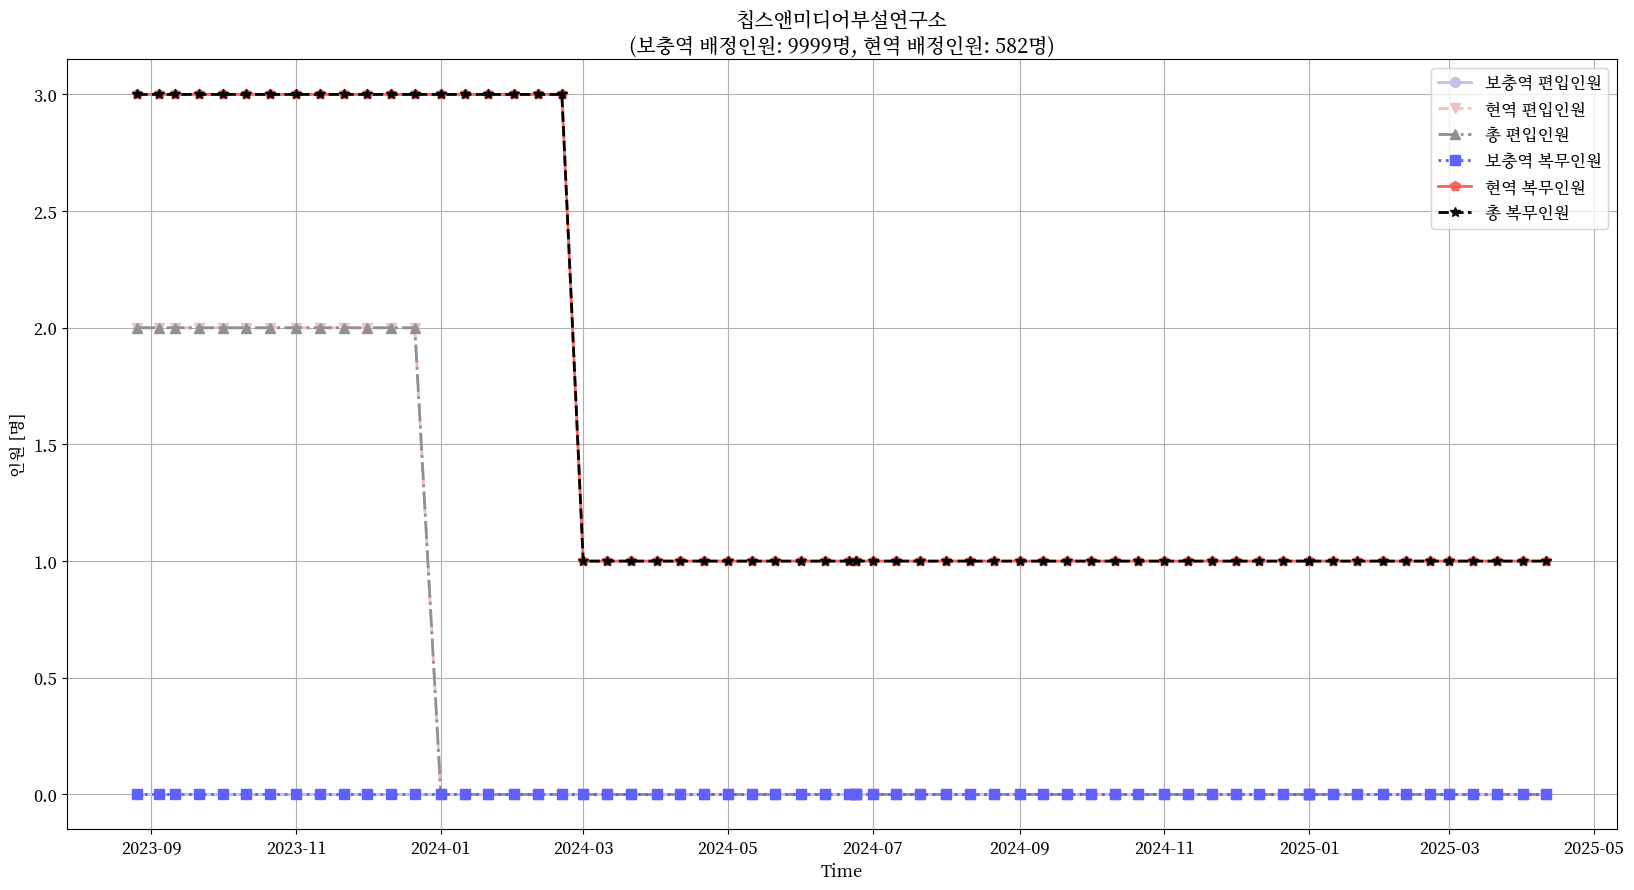 칩스앤미디어부설연구소
(보충역 배정인원: 9999명, 현역 배정인원: 582명)
보충역 편입인원
현역 편입인원
총 편입인원
보충역 복무인원
현역 복무인원
총 복무인원
인원 [명]
3.0
2.5
2.0
1.5
1.0
0.5
0.0
2023-09 2023-11 2024-01 2024-03 2024-05 2024-07 2024-09 2024-11 2025-01 2025-03 2025-05
Time